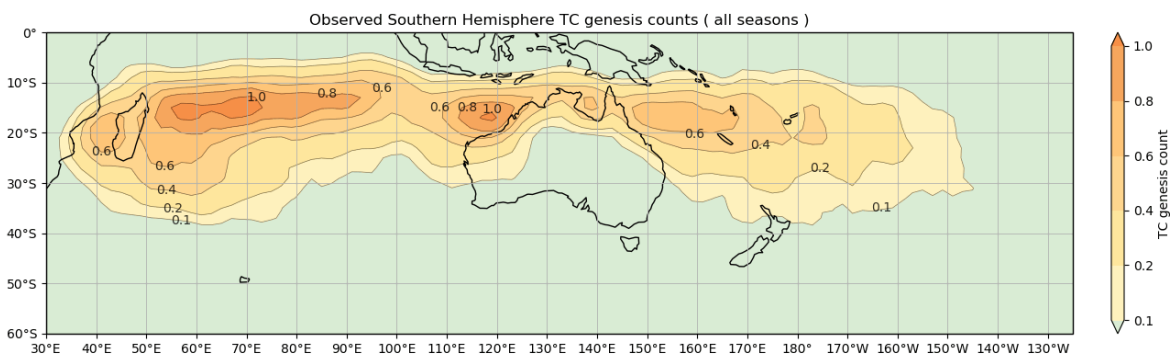 Observed Southern Hemisphere TC genesis counts ( all seasons )
0°
10°S
20°S
30°S
40°S
50°S
60°S
1.0
0.8
0.6
0.6
0.8
1.0
0.6
0.6
0.4
0.2
0.1
0.6
0.4
0.2
0.1
30°E
40°E
50°E
60°E
70°E
80°E
90°E
100°E
110°E
120°E
130°E
140°E
150°E
160°E
170°E
180°
170°W
160°W
150°W
140°W
130°W
1.0
0.8
0.6
0.4
0.2
0.1
TC genesis count